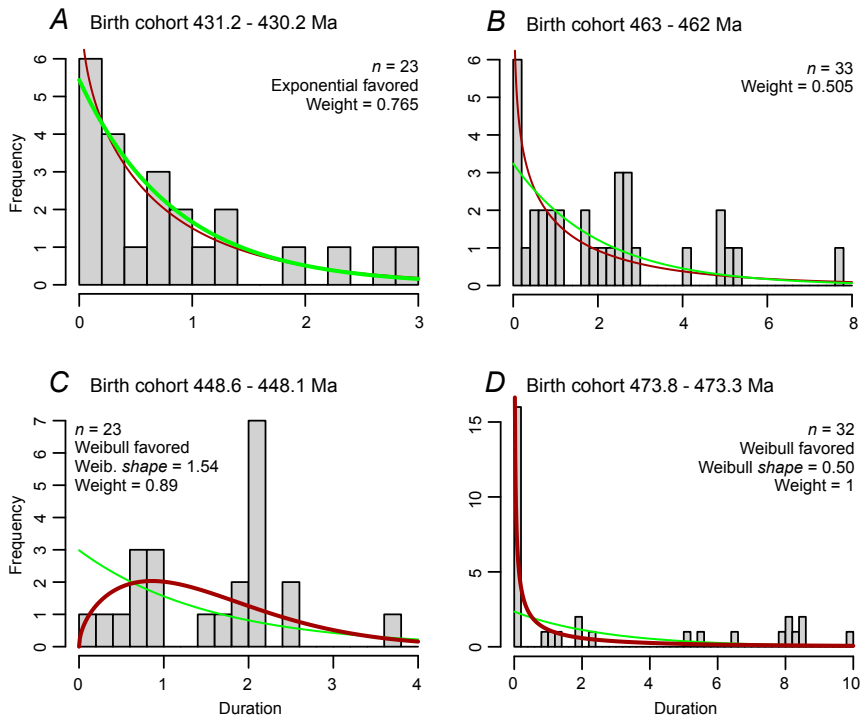 A Birth cohort 431.2 - 430.2 Ma
n = 23
Exponential favored
Weight = 0.765
Frequency
0 1 2 3 4 5 6
0 1 2 3
B Birth cohort 463 - 462 Ma
n = 33
Weight = 0.505
0 1 2 3 4 5 6
0 2 4 6 8
C Birth cohort 448.6 - 448.1 Ma
n = 23
Weibull favored
Weib. shape = 1.54
Weight = 0.89
Frequency
0 1 2 3 4 5 6 7
0 1 2 3 4
Duration
D Birth cohort 473.8 - 473.3 Ma
n = 32
Weibull favored
Weibull shape = 0.50
Weight = 1
0 5 10 15
0 2 4 6 8 10
Duration